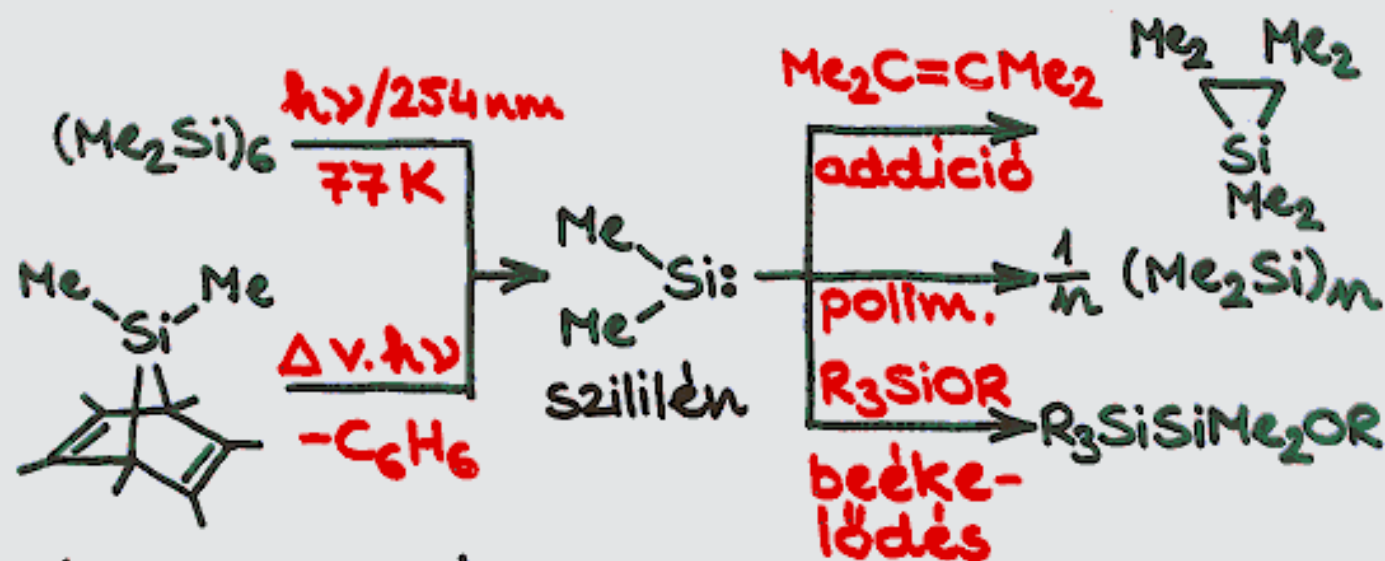 (Me₂Si)₆
hν/254nm
77K
Me Me
Si
Δ v. hν
-C₆H₆
Me
Si:
Me
szililén
Me₂C=CMe₂
addició
Me₂ Me₂
Si
Me₂
polim.
1/n (Me₂Si)n
R₃SiOR
beéke-
lődés
R₃SiSiMe₂OR